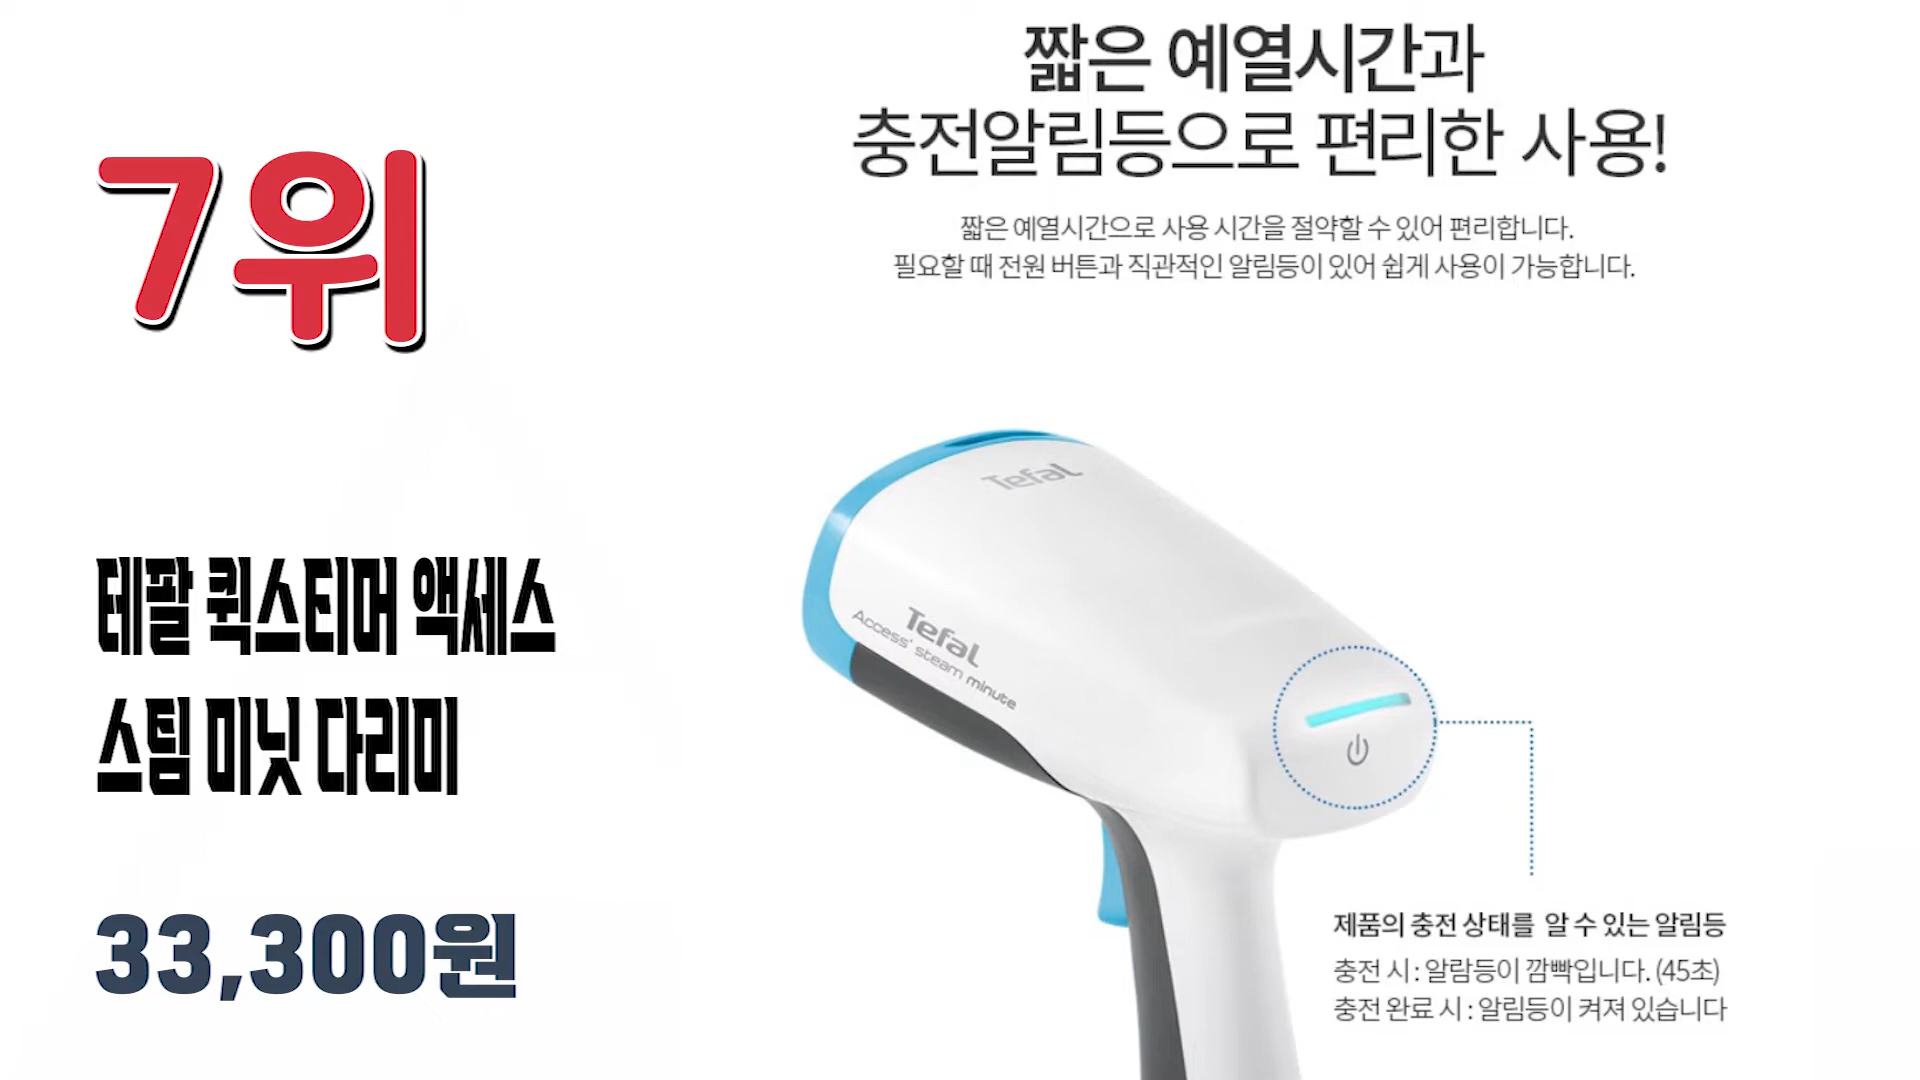 7위
테팔 퀵스티머 액세스
스팀 미닛 다리미
33,300원
짧은 예열시간과
충전알림등으로 편리한 사용!
짧은 예열시간으로 사용 시간을 절약할 수 있어 편리합니다.
필요할 때 전원 버튼과 직관적인 알림등이 있어 쉽게 사용이 가능합니다.
Tefal
Tefal
Access' steam minute
제품의 충전 상태를 알 수 있는 알림등
충전 시 : 알람등이 깜빡입니다. (45초)
충전 완료 시 : 알림등이 켜져 있습니다